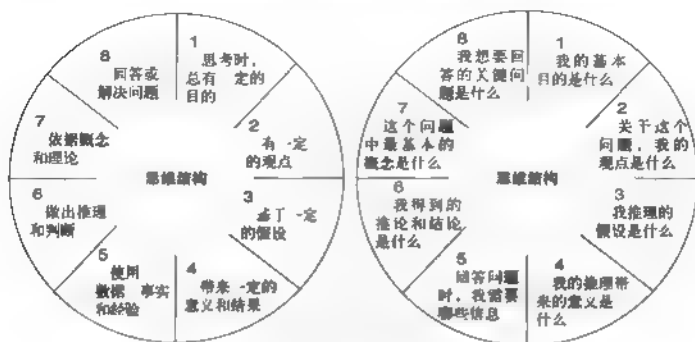 1
思考时，
总有 一定的
目的
2
有一定
的观点
3
基于一定
的假设
4
带来一定的
意义和结果
5
使用
数据 事实
和经验
6
做出推理
和判断
7
依据概念
和理论
8
回答或
解决问题
思维结构
1
我的基本
目的是什么
2
关于这个
问题，我的
观点是什么
3
我推理的
假设是什么
4
我的推理带
来的意义是
什么
5
回答问题
时，我需要
哪些信息
6
我得到的
推论和结论
是什么
7
这个问题
中最基本的
概念是什么
8
我想要回
答的关键问
题是什么
思维结构